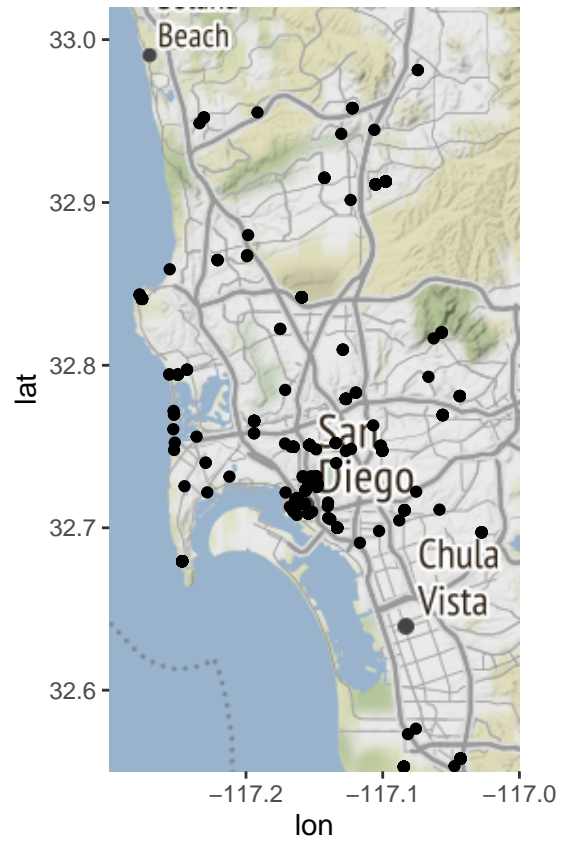 Beach
33.0
32.9
32.8
San
Diego
32.7
Chula
Vista
32.6
−117.2
−117.1
−117.0
lat
lon